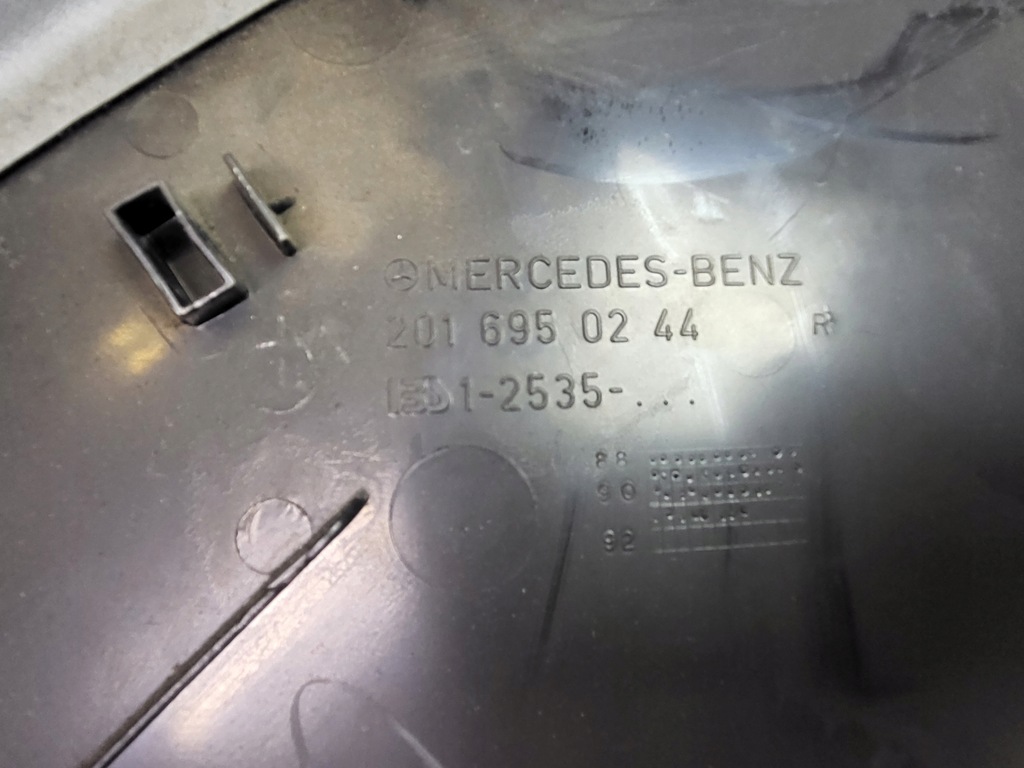 MERCEDES-BENZ
201 695 02 44 R
1-2535-...
88
90
92